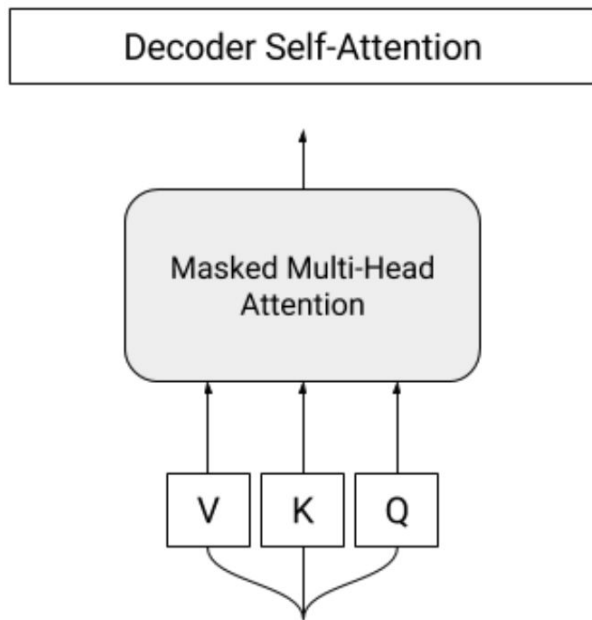 Decoder Self-Attention
Masked Multi-Head
Attention
V K Q